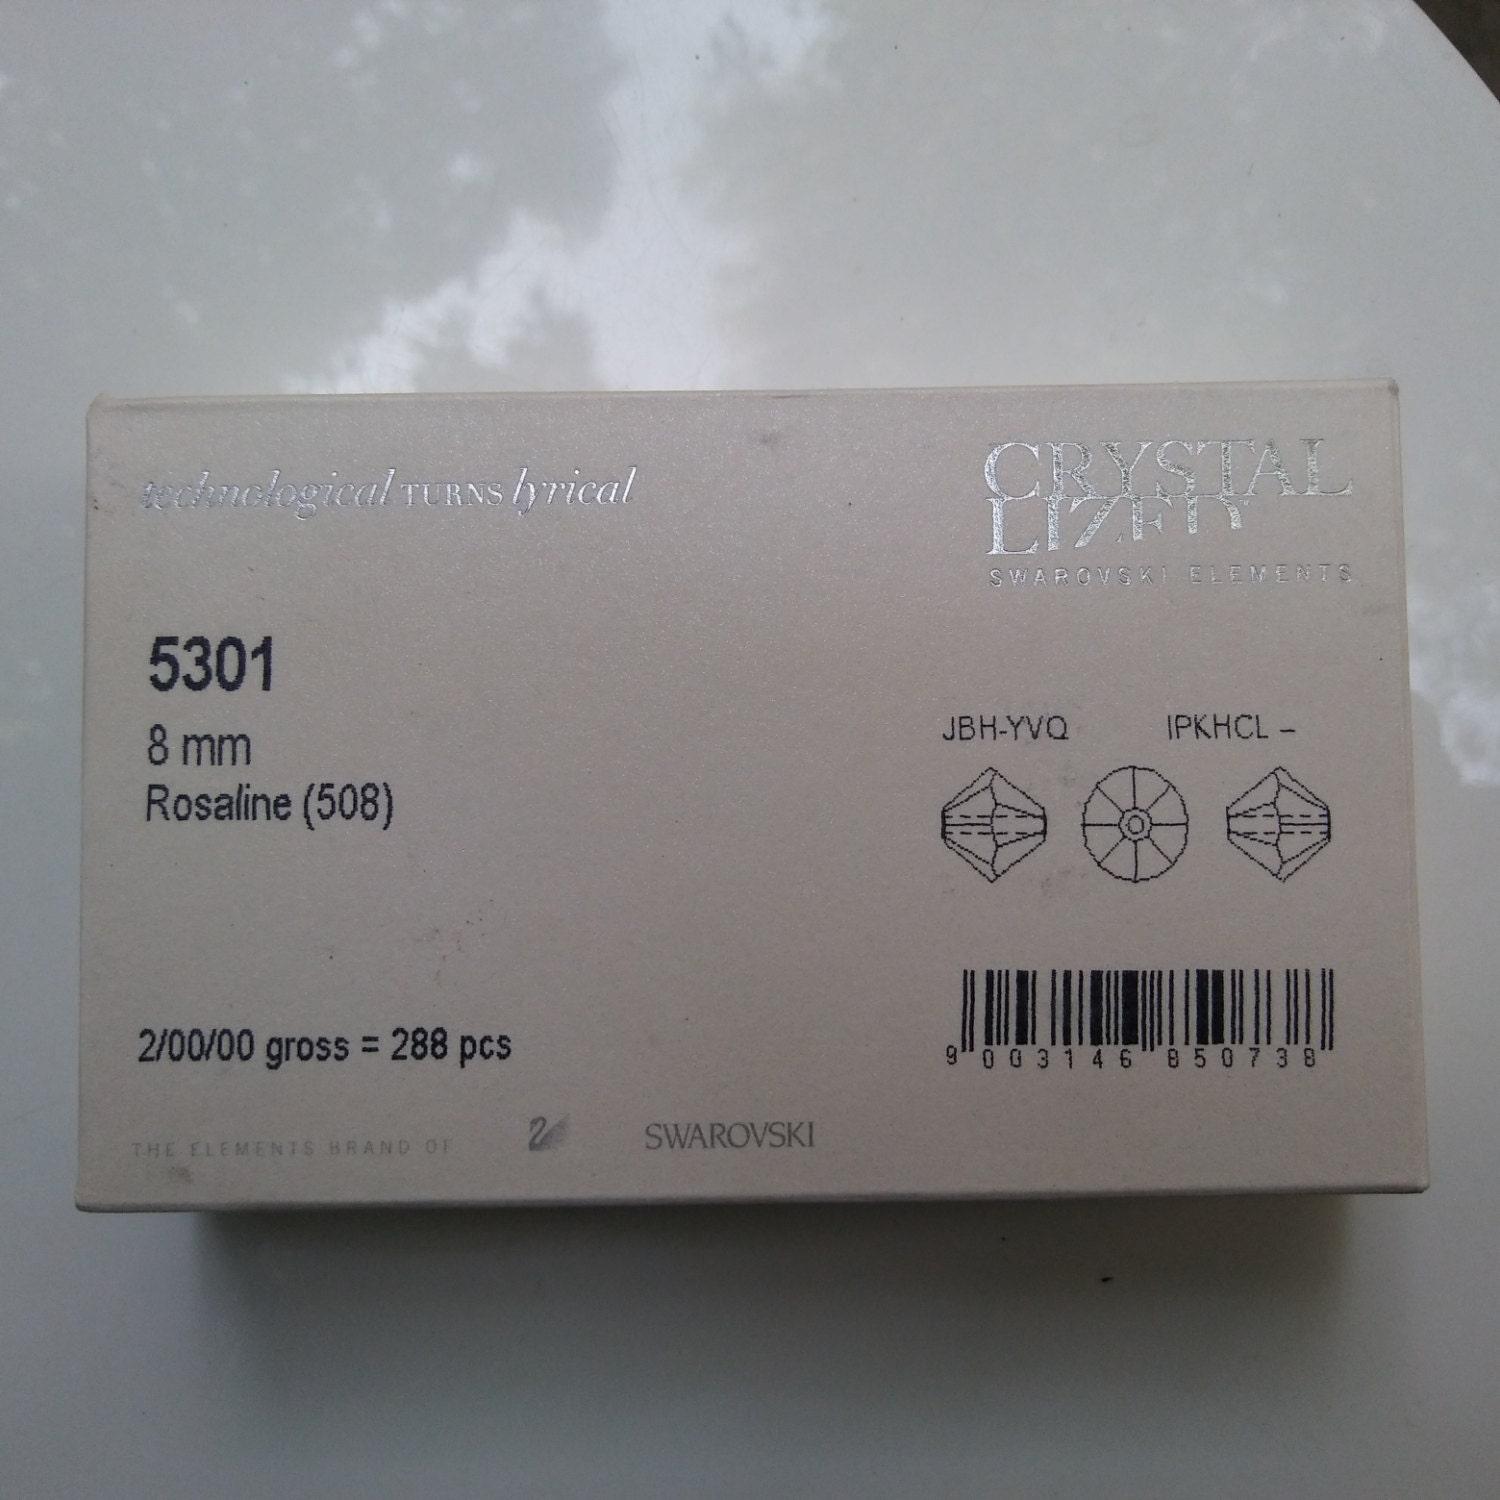 technological TURNS lyrical
CRYSTAL
LIZED
SWAROVSKI ELEMENTS
5301
8 mm
Rosaline (508)
JBH-YVQ IPKHCL –
2/00/00 gross = 288 pcs
9 003146 850738
THE ELEMENTS BRAND OF SWAROVSKI